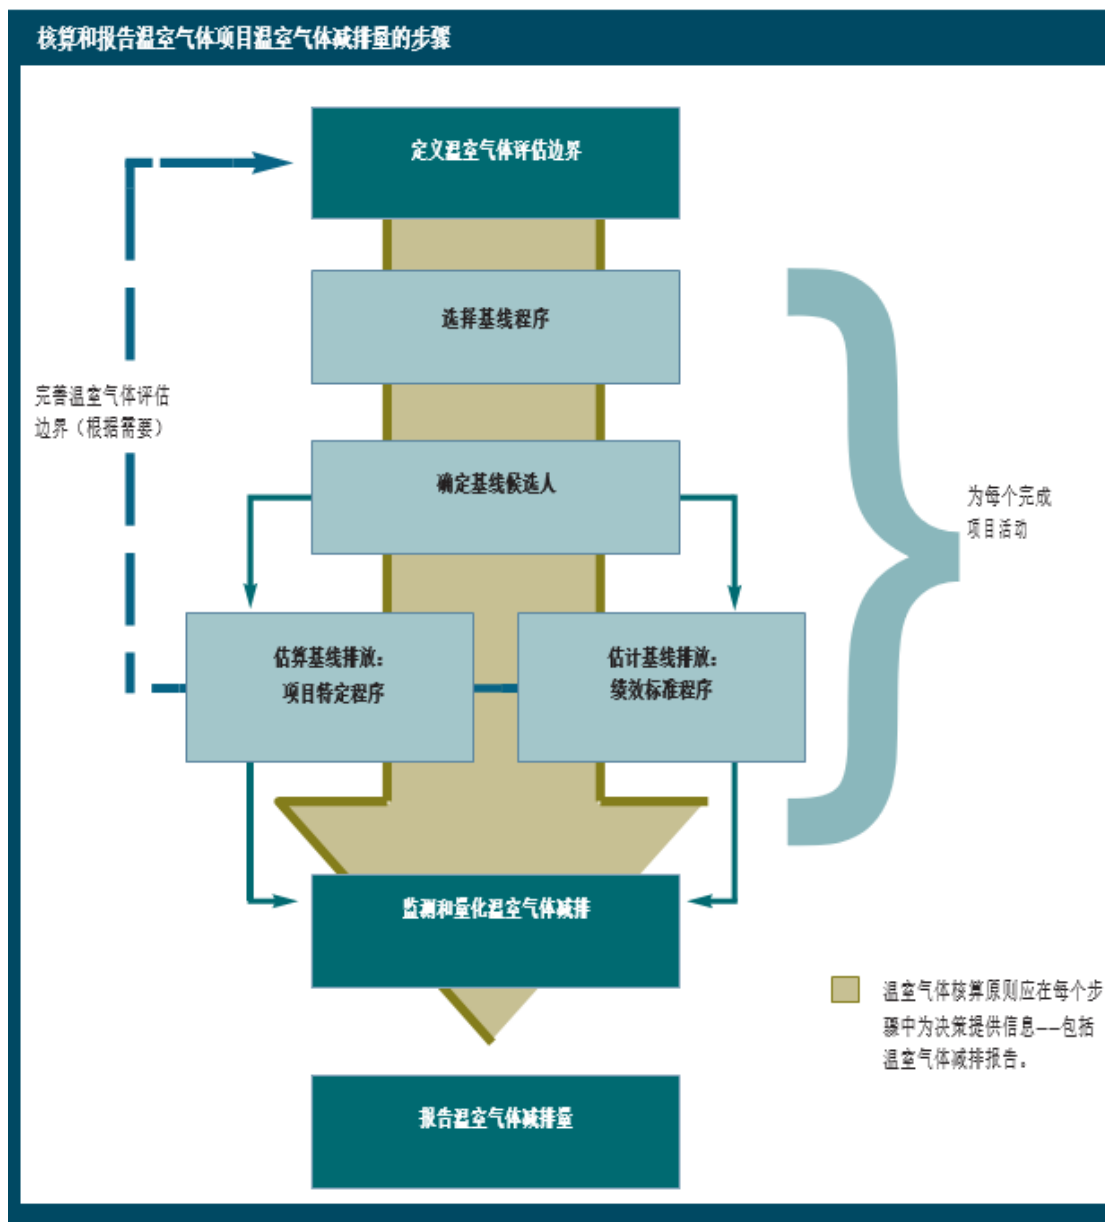 核算和报告温室气体项目温室气体减排量的步骤
定义温室气体评估边界
选择基线程序
完善温室气体评估
边界（根据需要）
确定基线候选人
为每个完成
项目活动
估算基线排放：
项目特定程序
估计基线排放：
绩效标准程序
监测和量化温室气体减排
温室气体核算原则应在每个步
骤中为决策提供信息——包括
温室气体减排报告。
报告温室气体减排量